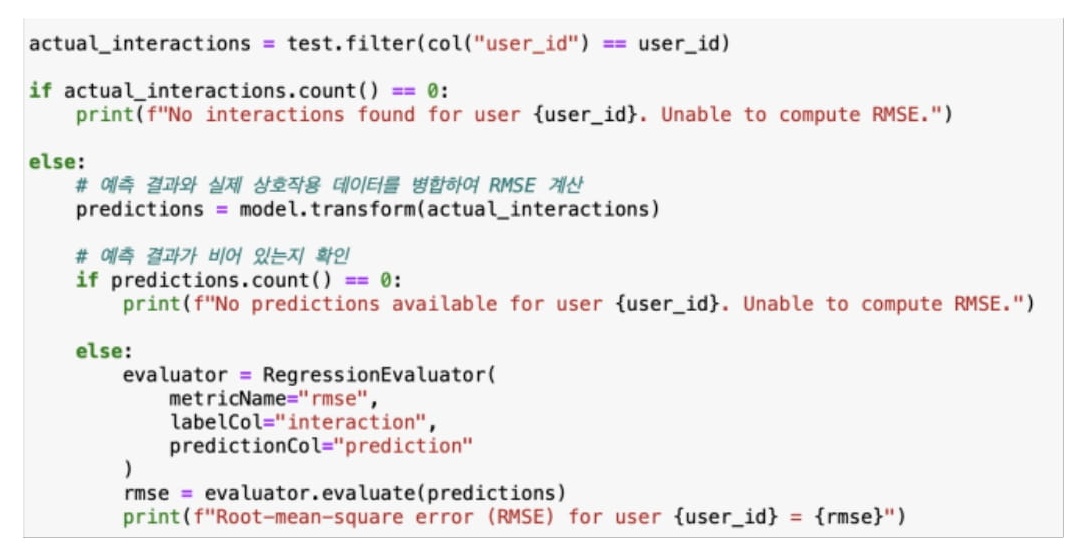 actual_interactions = test.filter(col("user_id") == user_id)
if actual_interactions.count() == 0:
    print(f"No interactions found for user {user_id}. Unable to compute RMSE.")
else:
    # 예측 결과와 실제 상호작용 데이터를 병합하여 RMSE 계산
    predictions = model.transform(actual_interactions)
    # 예측 결과가 비어 있는지 확인
    if predictions.count() == 0:
        print(f"No predictions available for user {user_id}. Unable to compute RMSE.")
    else:
        evaluator = RegressionEvaluator(
            metricName="rmse",
            labelCol="interaction",
            predictionCol="prediction"
        )
        rmse = evaluator.evaluate(predictions)
        print(f"Root-mean-square error (RMSE) for user {user_id} = {rmse}")